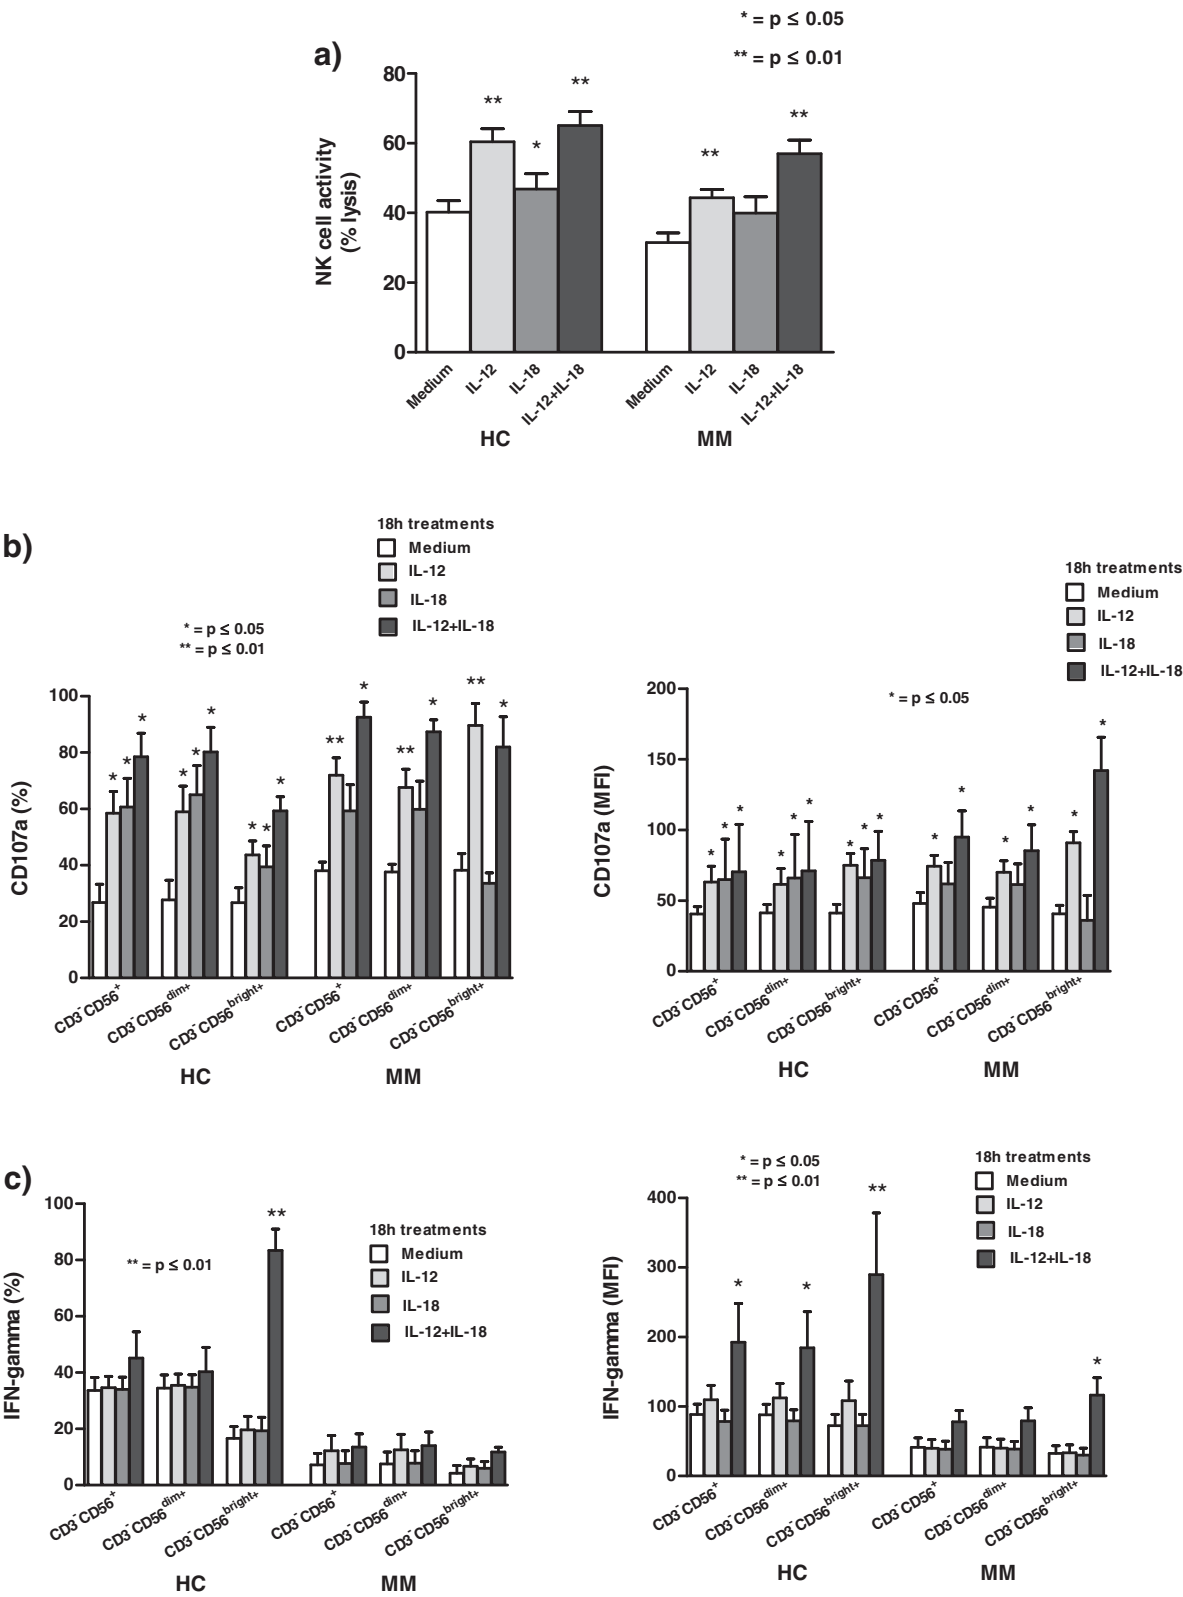 * = p ≤ 0.05
a)
** = p ≤ 0.01
NK cell activity
(% lysis)
80
60
40
20
0
** * ** ** **
Medium IL-12 IL-18 IL-12+IL-18 Medium IL-12 IL-18 IL-12+IL-18
HC MM
b)
18h treatments
Medium
IL-12
IL-18
IL-12+IL-18
* = p ≤ 0.05
** = p ≤ 0.01
CD107a (%)
100
80
60
40
20
0
* * * * * * * * * ** * ** * ** *
CD3-CD56+ CD3-CD56dim+ CD3-CD56bright+ CD3-CD56+ CD3-CD56dim+ CD3-CD56bright+
HC MM
18h treatments
Medium
IL-12
IL-18
IL-12+IL-18
* = p ≤ 0.05
CD107a (MFI)
200
150
100
50
0
* * * * * * * * * * * * * * *
CD3-CD56+ CD3-CD56dim+ CD3-CD56bright+ CD3-CD56+ CD3-CD56dim+ CD3-CD56bright+
HC MM
c)
18h treatments
Medium
IL-12
IL-18
IL-12+IL-18
** = p ≤ 0.01
IFN-gamma (%)
100
80
60
40
20
0
**
CD3-CD56+ CD3-CD56dim+ CD3-CD56bright+ CD3-CD56+ CD3-CD56dim+ CD3-CD56bright+
HC MM
* = p ≤ 0.05
** = p ≤ 0.01
18h treatments
Medium
IL-12
IL-18
IL-12+IL-18
IFN-gamma (MFI)
400
300
200
100
0
* * ** *
CD3-CD56+ CD3-CD56dim+ CD3-CD56bright+ CD3-CD56+ CD3-CD56dim+ CD3-CD56bright+
HC MM